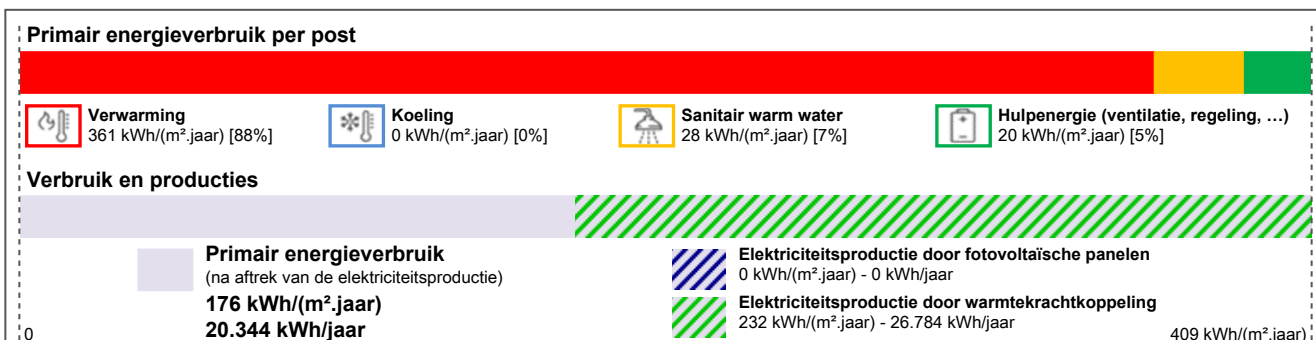 Primair energieverbruik per post
Verwarming
361 kWh/(m².jaar) [88%]
Koeling
0 kWh/(m².jaar) [0%]
Sanitair warm water
28 kWh/(m².jaar) [7%]
Hulpenergie (ventilatie, regeling, …)
20 kWh/(m².jaar) [5%]
Verbruik en producties
Primair energieverbruik
(na aftrek van de elektriciteitsproductie)
176 kWh/(m².jaar)
20.344 kWh/jaar
Elektriciteitsproductie door fotovoltaïsche panelen
0 kWh/(m².jaar) - 0 kWh/jaar
Elektriciteitsproductie door warmtekrachtkoppeling
232 kWh/(m².jaar) - 26.784 kWh/jaar
0
409 kWh/(m².jaar)